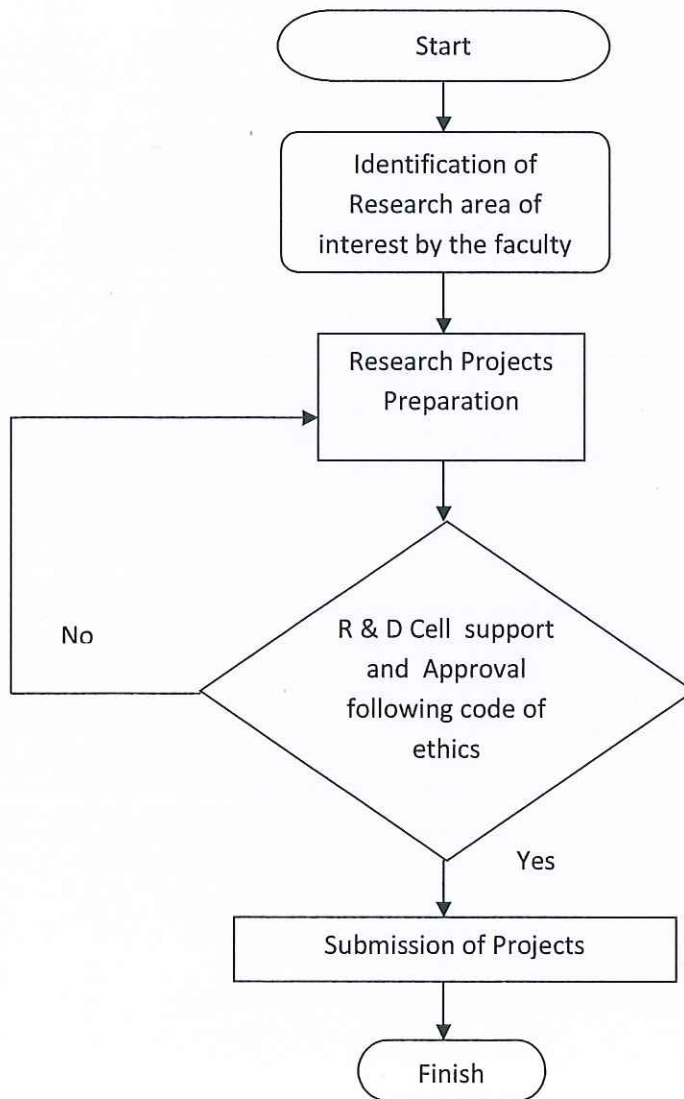 Start
Identification of
Research area of
interest by the faculty
Research Projects
Preparation
No
R & D Cell support
and Approval
following code of
ethics
Yes
Submission of Projects
Finish